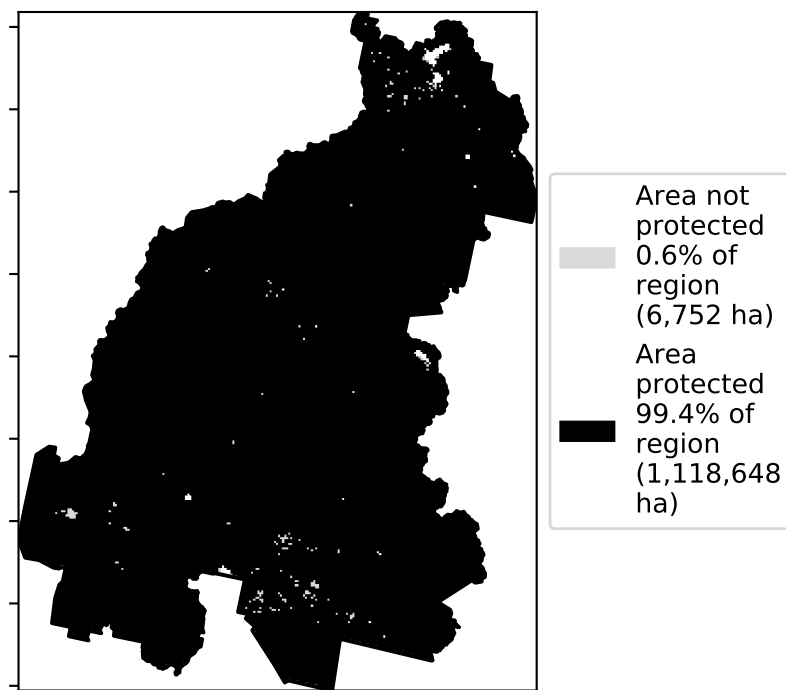 Area not
protected
0.6% of
region
(6,752 ha)
Area
protected
99.4% of
region
(1,118,648
ha)